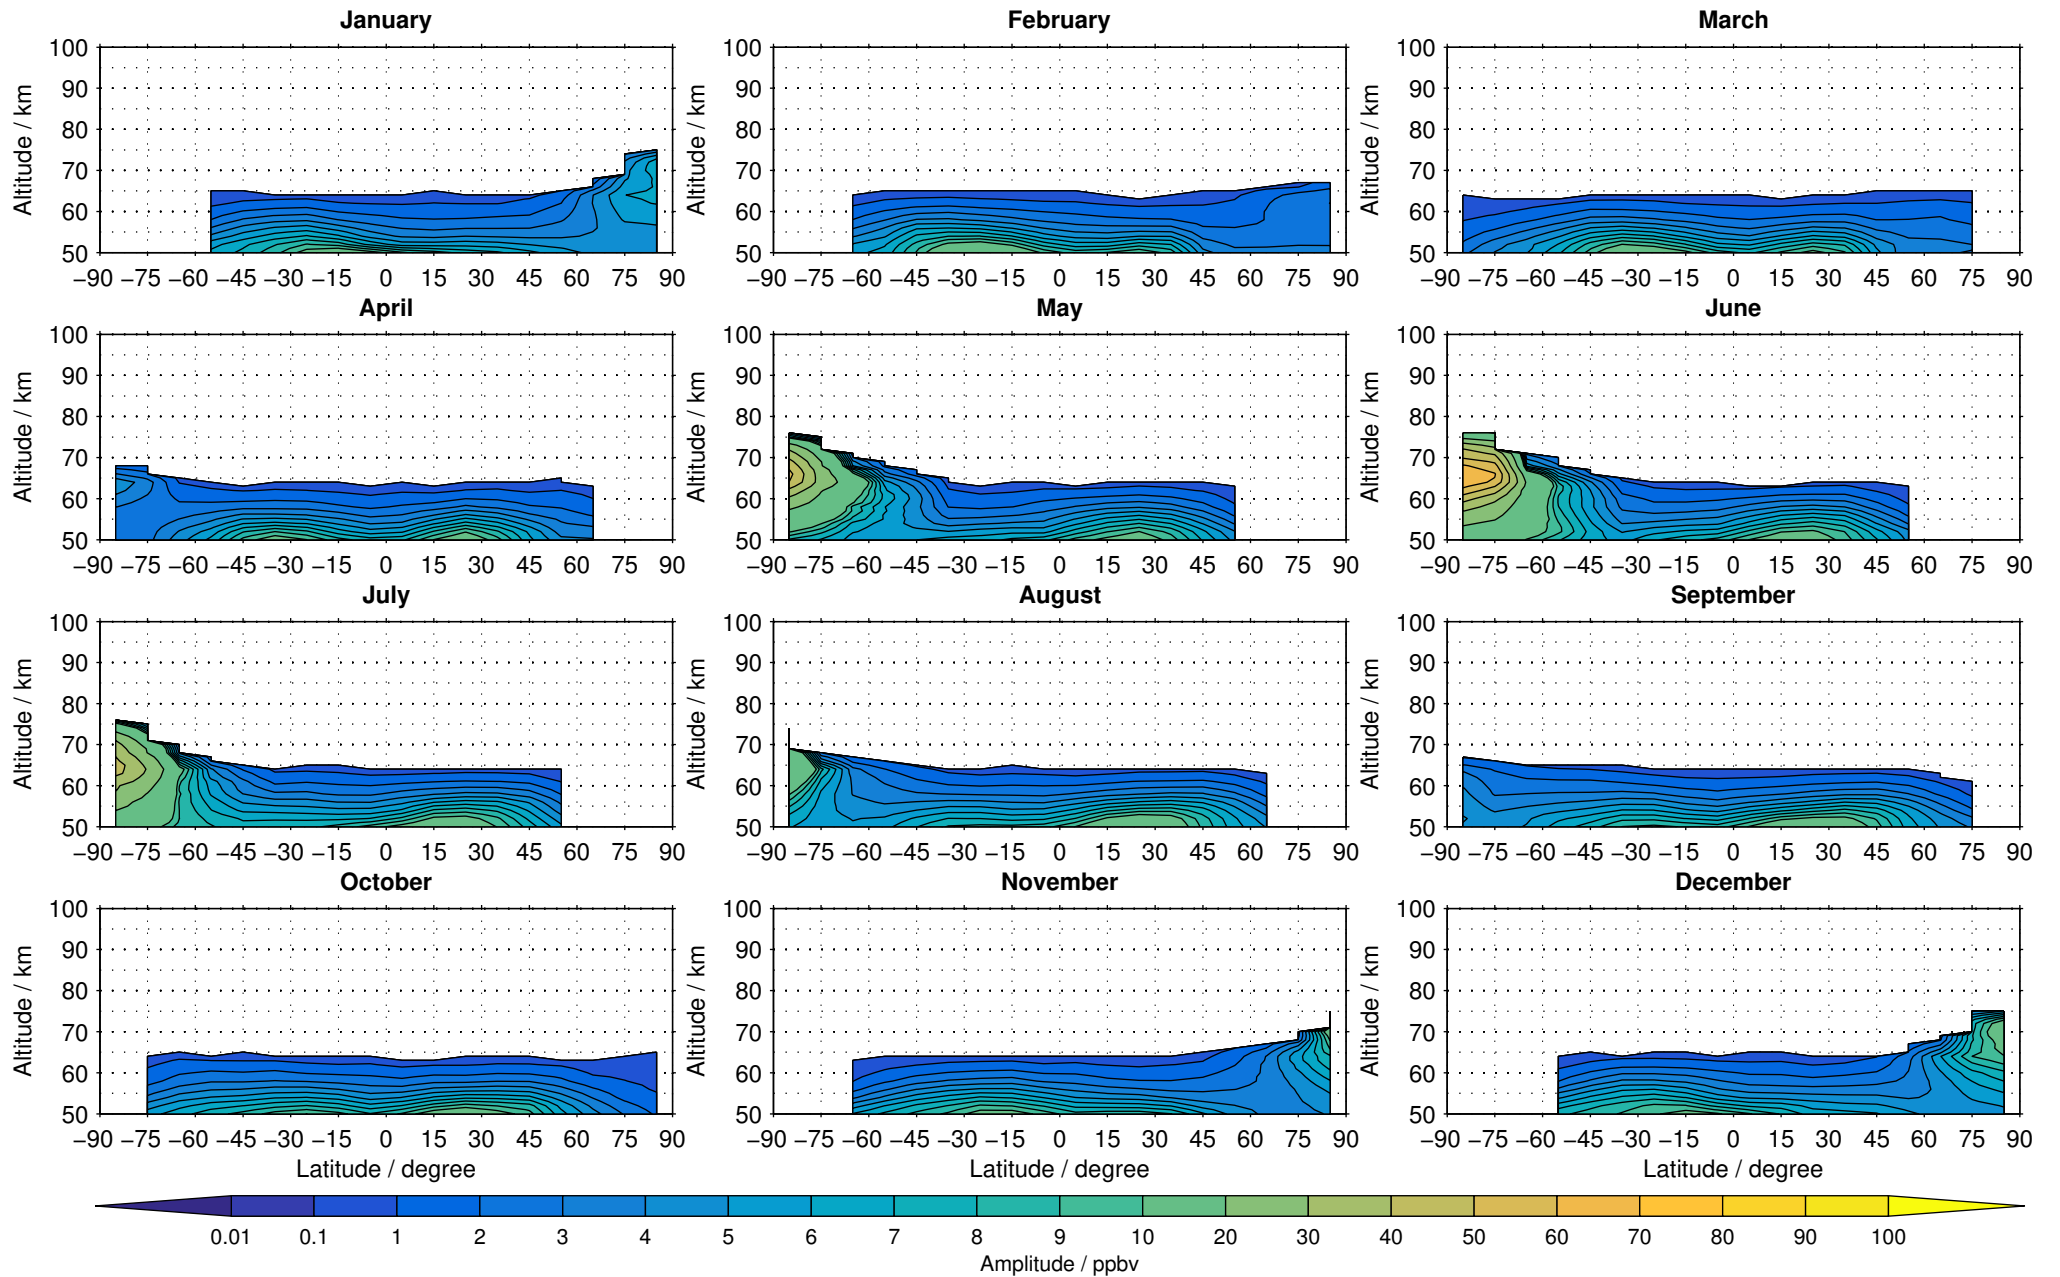 January February March
100 100 100
90 90 90
80 80 80
70 70 70
60 60 60
50 50 50
Altitude / km Altitude / km Altitude / km
−90 −75 −60 −45 −30 −15 0 15 30 45 60 75 90 −90 −75 −60 −45 −30 −15 0 15 30 45 60 75 90 −90 −75 −60 −45 −30 −15 0 15 30 45 60 75 90
April May June
100 100 100
90 90 90
80 80 80
70 70 70
60 60 60
50 50 50
Altitude / km Altitude / km Altitude / km
−90 −75 −60 −45 −30 −15 0 15 30 45 60 75 90 −90 −75 −60 −45 −30 −15 0 15 30 45 60 75 90 −90 −75 −60 −45 −30 −15 0 15 30 45 60 75 90
July August September
100 100 100
90 90 90
80 80 80
70 70 70
60 60 60
50 50 50
Altitude / km Altitude / km Altitude / km
−90 −75 −60 −45 −30 −15 0 15 30 45 60 75 90 −90 −75 −60 −45 −30 −15 0 15 30 45 60 75 90 −90 −75 −60 −45 −30 −15 0 15 30 45 60 75 90
October November December
100 100 100
90 90 90
80 80 80
70 70 70
60 60 60
50 50 50
Altitude / km Altitude / km Altitude / km
−90 −75 −60 −45 −30 −15 0 15 30 45 60 75 90 −90 −75 −60 −45 −30 −15 0 15 30 45 60 75 90 −90 −75 −60 −45 −30 −15 0 15 30 45 60 75 90
Latitude / degree Latitude / degree Latitude / degree
0.01 0.1 1 2 3 4 5 6 7 8 9 10 20 30 40 50 60 70 80 90 100
Amplitude / ppbv